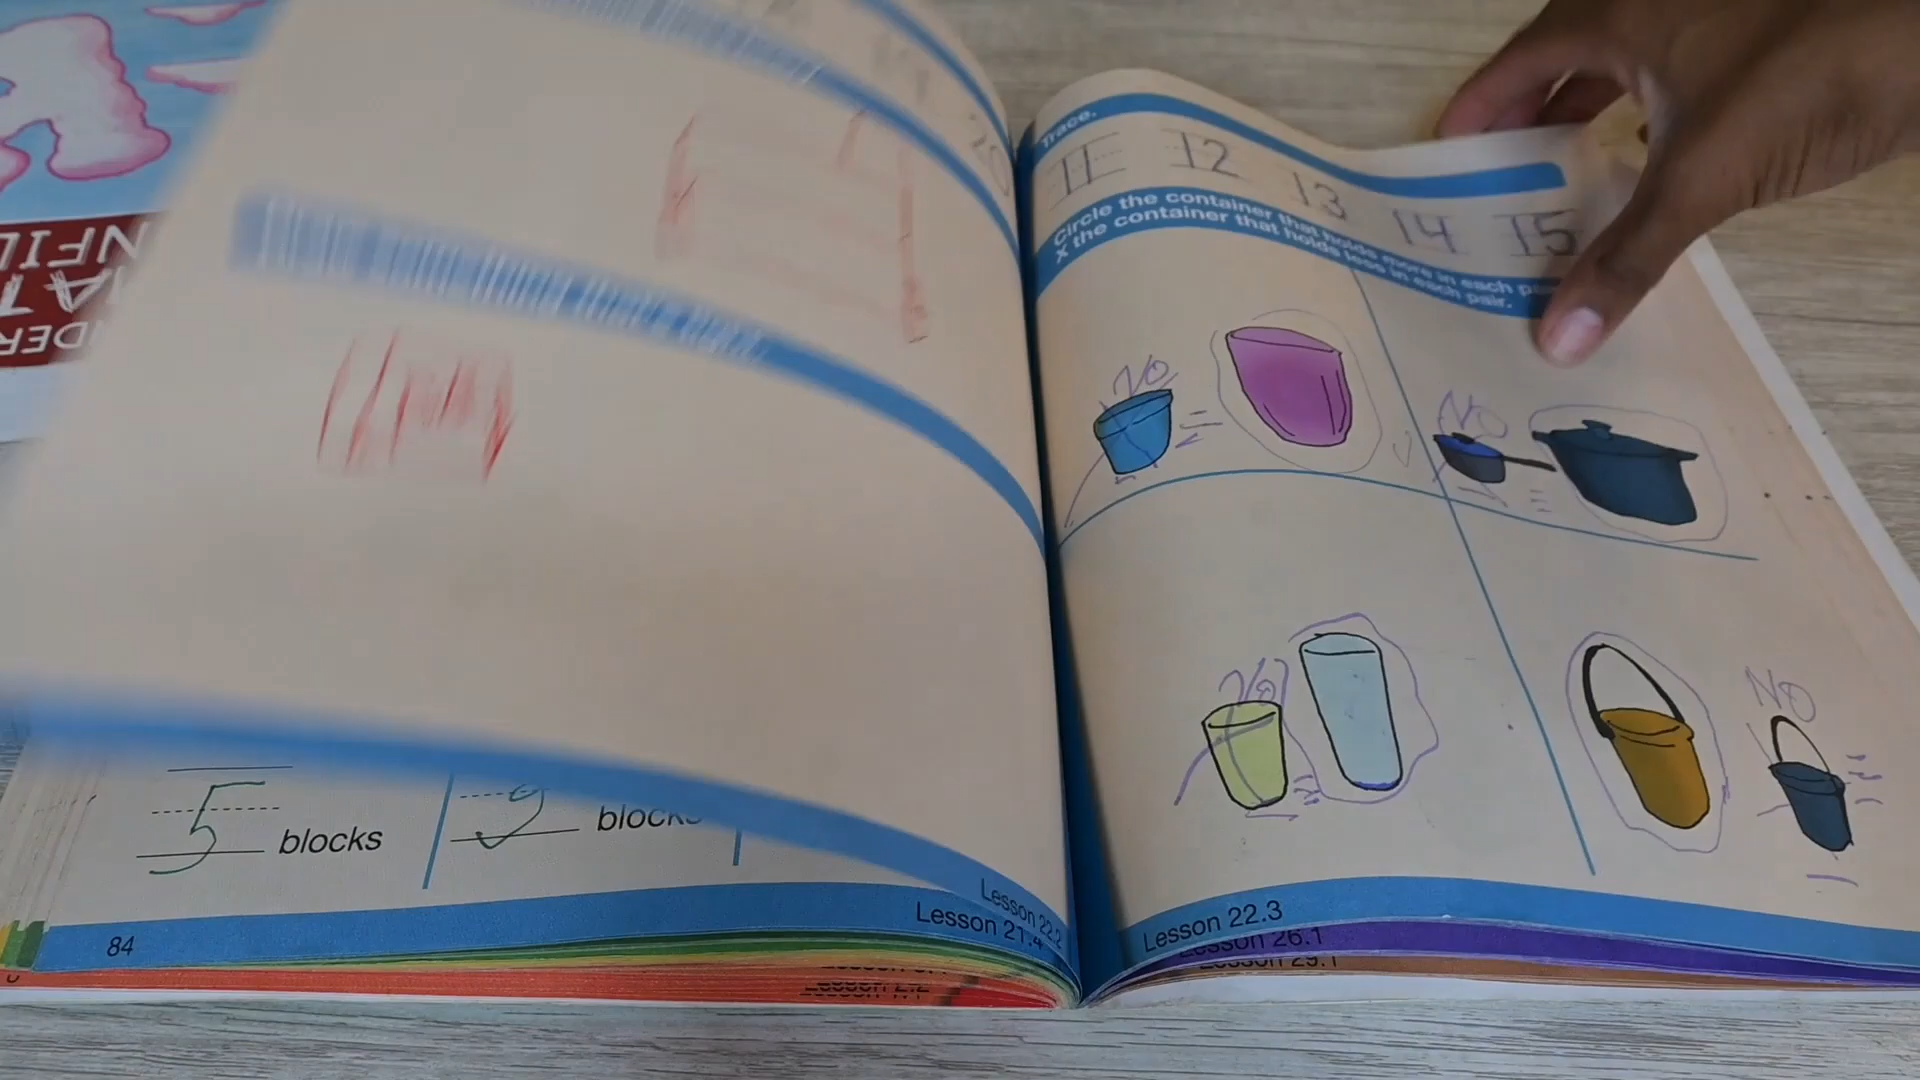 5 blocks
9
84
Lesson 22.2
Lesson 21.4
Trace.
11 12 13 14 15
Circle the container that holds more in each
X the container that holds less in each pair.
NO
NO
NO
NO
Lesson 22.3
Lesson 26.1
Lesson 29.1